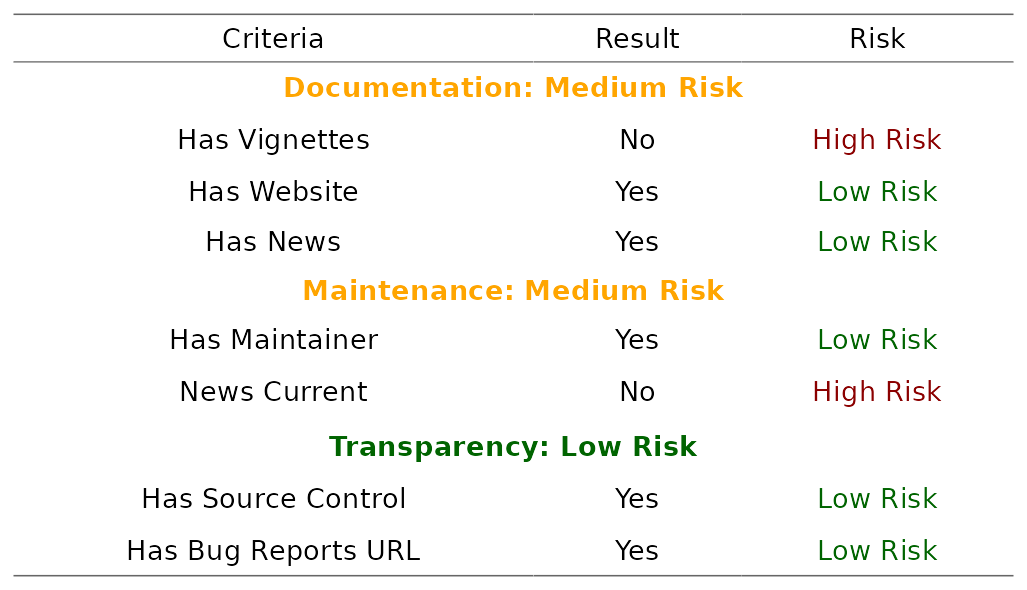 Criteria Result Risk
Documentation: Medium Risk
Has Vignettes No High Risk
Has Website Yes Low Risk
Has News Yes Low Risk
Maintenance: Medium Risk
Has Maintainer Yes Low Risk
News Current No High Risk
Transparency: Low Risk
Has Source Control Yes Low Risk
Has Bug Reports URL Yes Low Risk